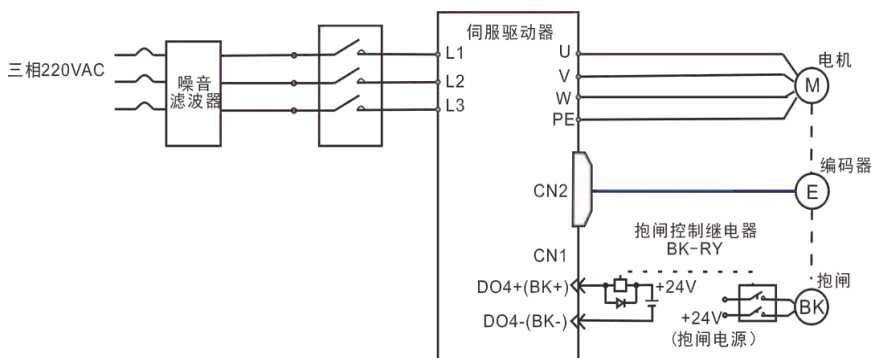 伺服驱动器
三相220VAC
噪音
滤波器
L1
L2
L3
U
V
W
PE
电机
M
CN2
编码器
E
CN1
抱闸控制继电器
BK-RY
DO4+(BK+)
+24V
DO4-(BK-)
+24V
(抱闸电源)
抱闸
BK